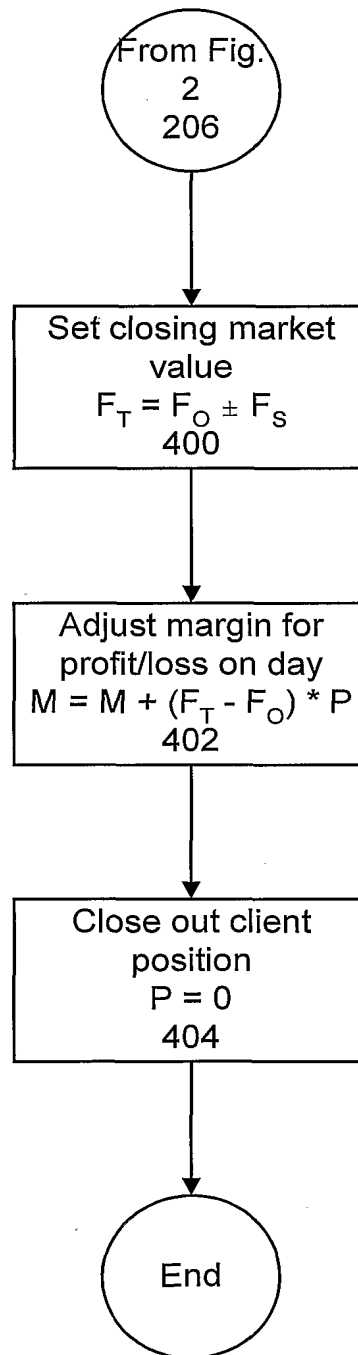 From Fig.
2
206
Set closing market
value
F_T = F_O ± F_S
400
Adjust margin for
profit/loss on day
M = M + (F_T - F_O) * P
402
Close out client
position
P = 0
404
End